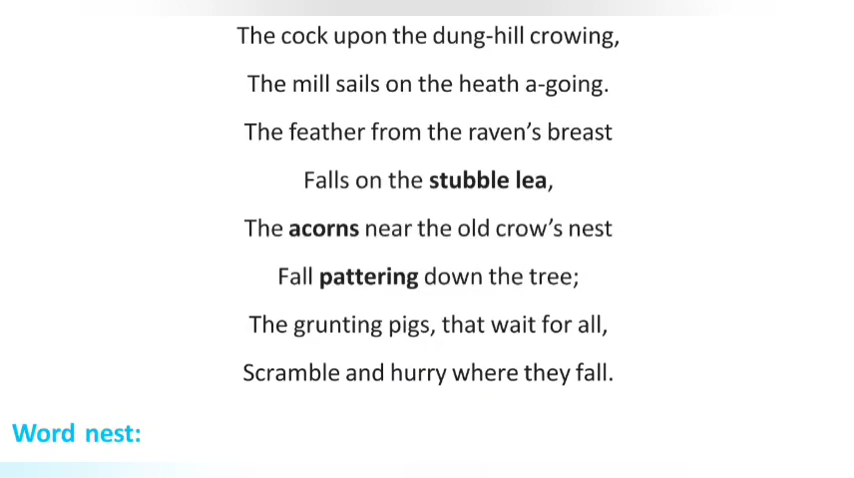 The cock upon the dung-hill crowing,
The mill sails on the heath a-going.
The feather from the raven’s breast
Falls on the stubble lea,
The acorns near the old crow’s nest
Fall pattering down the tree;
The grunting pigs, that wait for all,
Scramble and hurry where they fall.
Word nest: